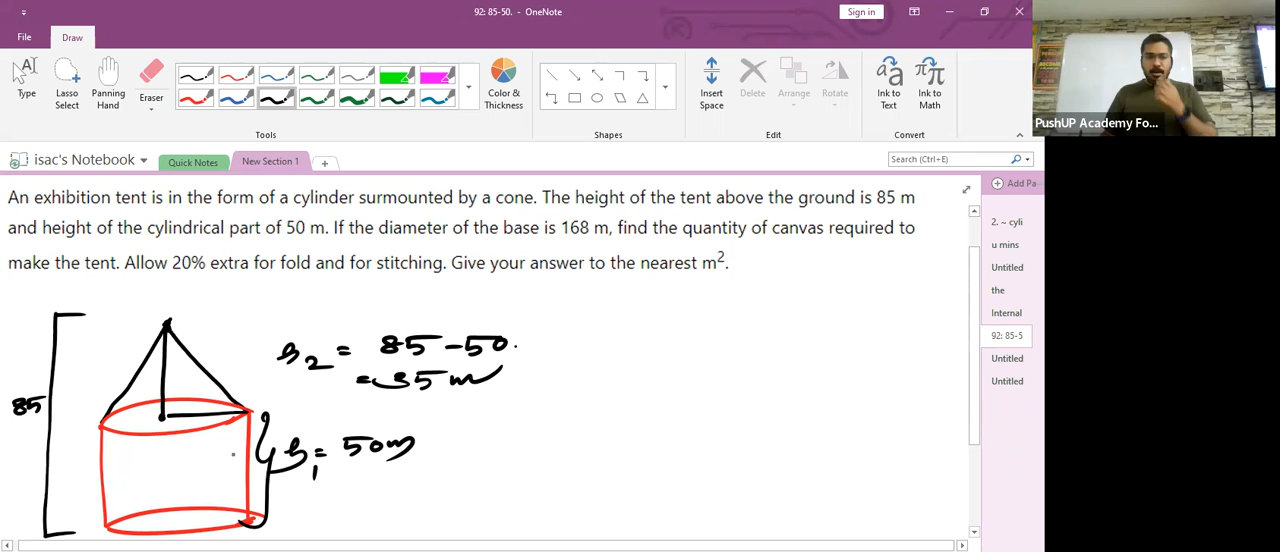 92: 85-50. - OneNote
Sign in
File
Draw
Type
Lasso Select
Panning Hand
Eraser
Color & Thickness
Insert Space
Delete
Arrange
Rotate
Ink to Text
Ink to Math
Tools
Shapes
Edit
Convert
PushUP Academy Fo...
isac's Notebook
Quick Notes
New Section 1
Search (Ctrl+E)
Add Pa
An exhibition tent is in the form of a cylinder surmounted by a cone. The height of the tent above the ground is 85 m
and height of the cylindrical part of 50 m. If the diameter of the base is 168 m, find the quantity of canvas required to
make the tent. Allow 20% extra for fold and for stitching. Give your answer to the nearest m².
2. ~ cyli
u mins
Untitled
the
Internal
92: 85-5
Untitled
Untitled
h₂ = 85 - 50.
= 35 m
85
h₁ = 50m